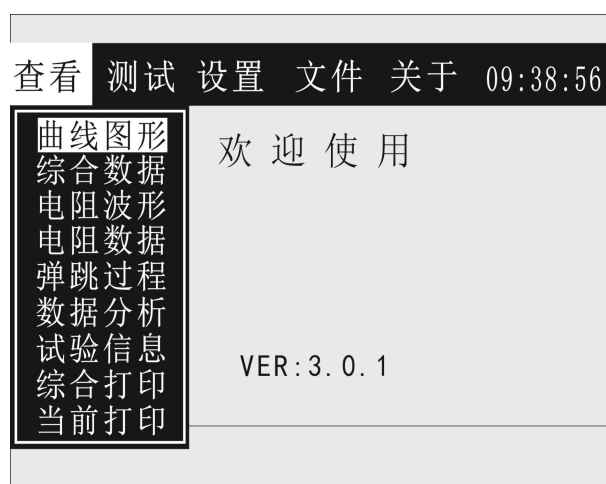 查看 测试 设置 文件 关于 09:38:56
曲线图形
综合数据
电阻波形
电阻数据
弹跳过程
数据分析
试验信息
综合打印
当前打印
欢迎使用
VER:3.0.1